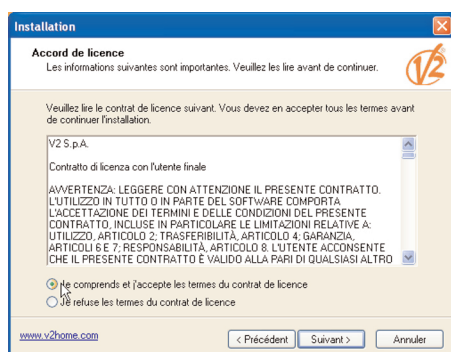 Installation
Accord de licence
Les informations suivantes sont importantes. Veuillez les lire avant de continuer.
V2
Veuillez lire le contrat de licence suivant. Vous devez en accepter tous les termes avant
de continuer l'installation.
V2 S.p.A.
Contratto di licenza con l'utente finale
AVVERTENZA: LEGGERE CON ATTENZIONE IL PRESENTE CONTRATTO.
L'UTILIZZO IN TUTTO O IN PARTE DEL SOFTWARE COMPORTA
L'ACCETTAZIONE DEI TERMINI E DELLE CONDIZIONI DEL PRESENTE
CONTRATTO, INCLUSE IN PARTICOLARE LE LIMITAZIONI RELATIVE A:
UTILIZZO, ARTICOLO 2; TRASFERIBILITÀ, ARTICOLO 4; GARANZIA,
ARTICOLI 6 E 7; RESPONSABILITÀ, ARTICOLO 8. L'UTENTE ACCONSENTE
CHE IL PRESENTE CONTRATTO È VALIDO ALLA PARI DI QUALSIASI ALTRO
Je comprends et j'accepte les termes du contrat de licence
Je refuse les termes du contrat de licence
www.v2home.com
< Précédent
Suivant >
Annuler